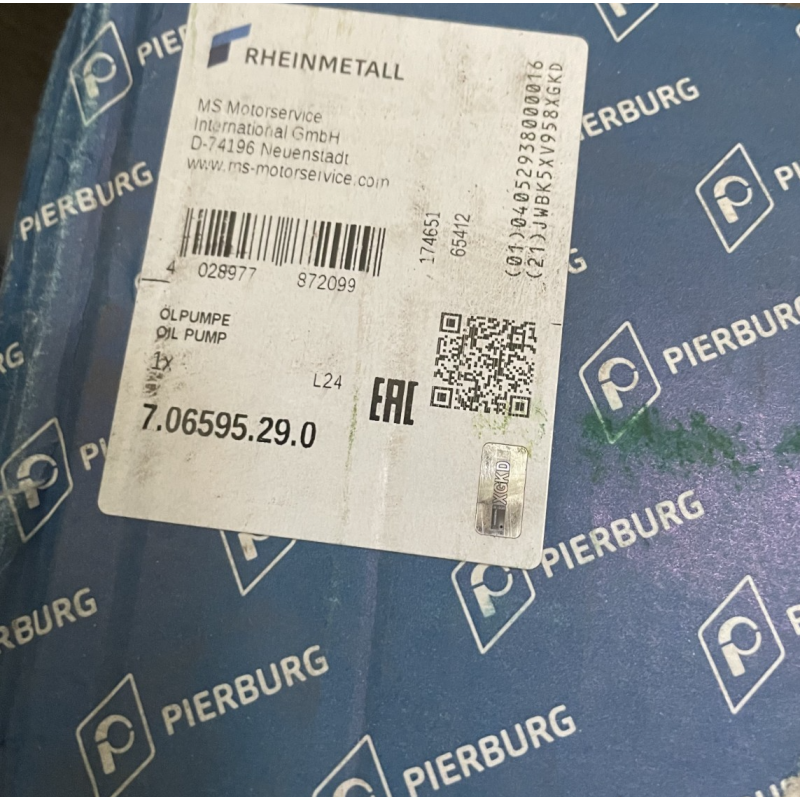 RHEINMETALL
MS Motorservice
International GmbH
D-74196 Neuenstadt
www.ms-motorservice.com
4 028977 872099
174651
65412
(01)04052938000016
(21)JWBK5XV958XGKD
ÖLPUMPE
OIL PUMP
1X
L24
EAC
7.06595.29.0
XGKD
PIERBURG
PIERBURG
PIERBURG
PIERBURG
PIERBURG
PIERBURG
PIERBURG